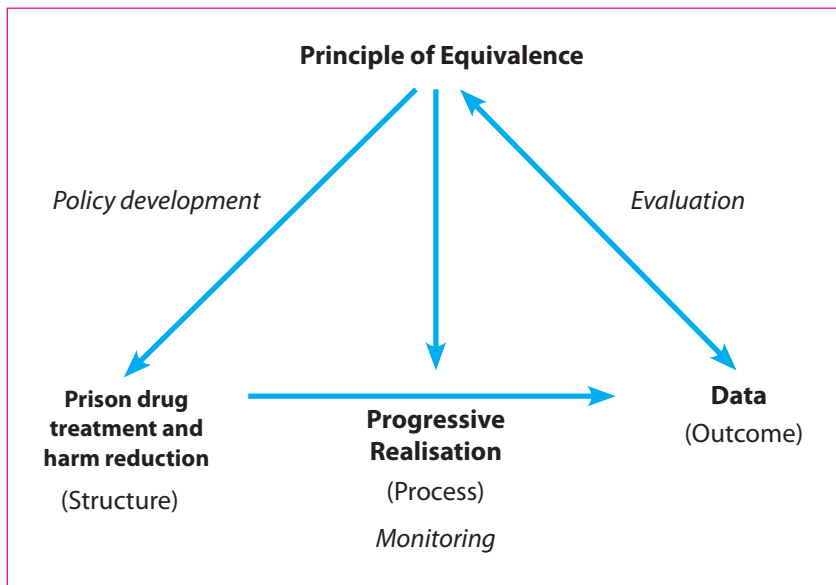 Principle of Equivalence
Policy development
Evaluation
Prison drug
treatment and
harm reduction
(Structure)
Progressive
Realisation
(Process)
Monitoring
Data
(Outcome)